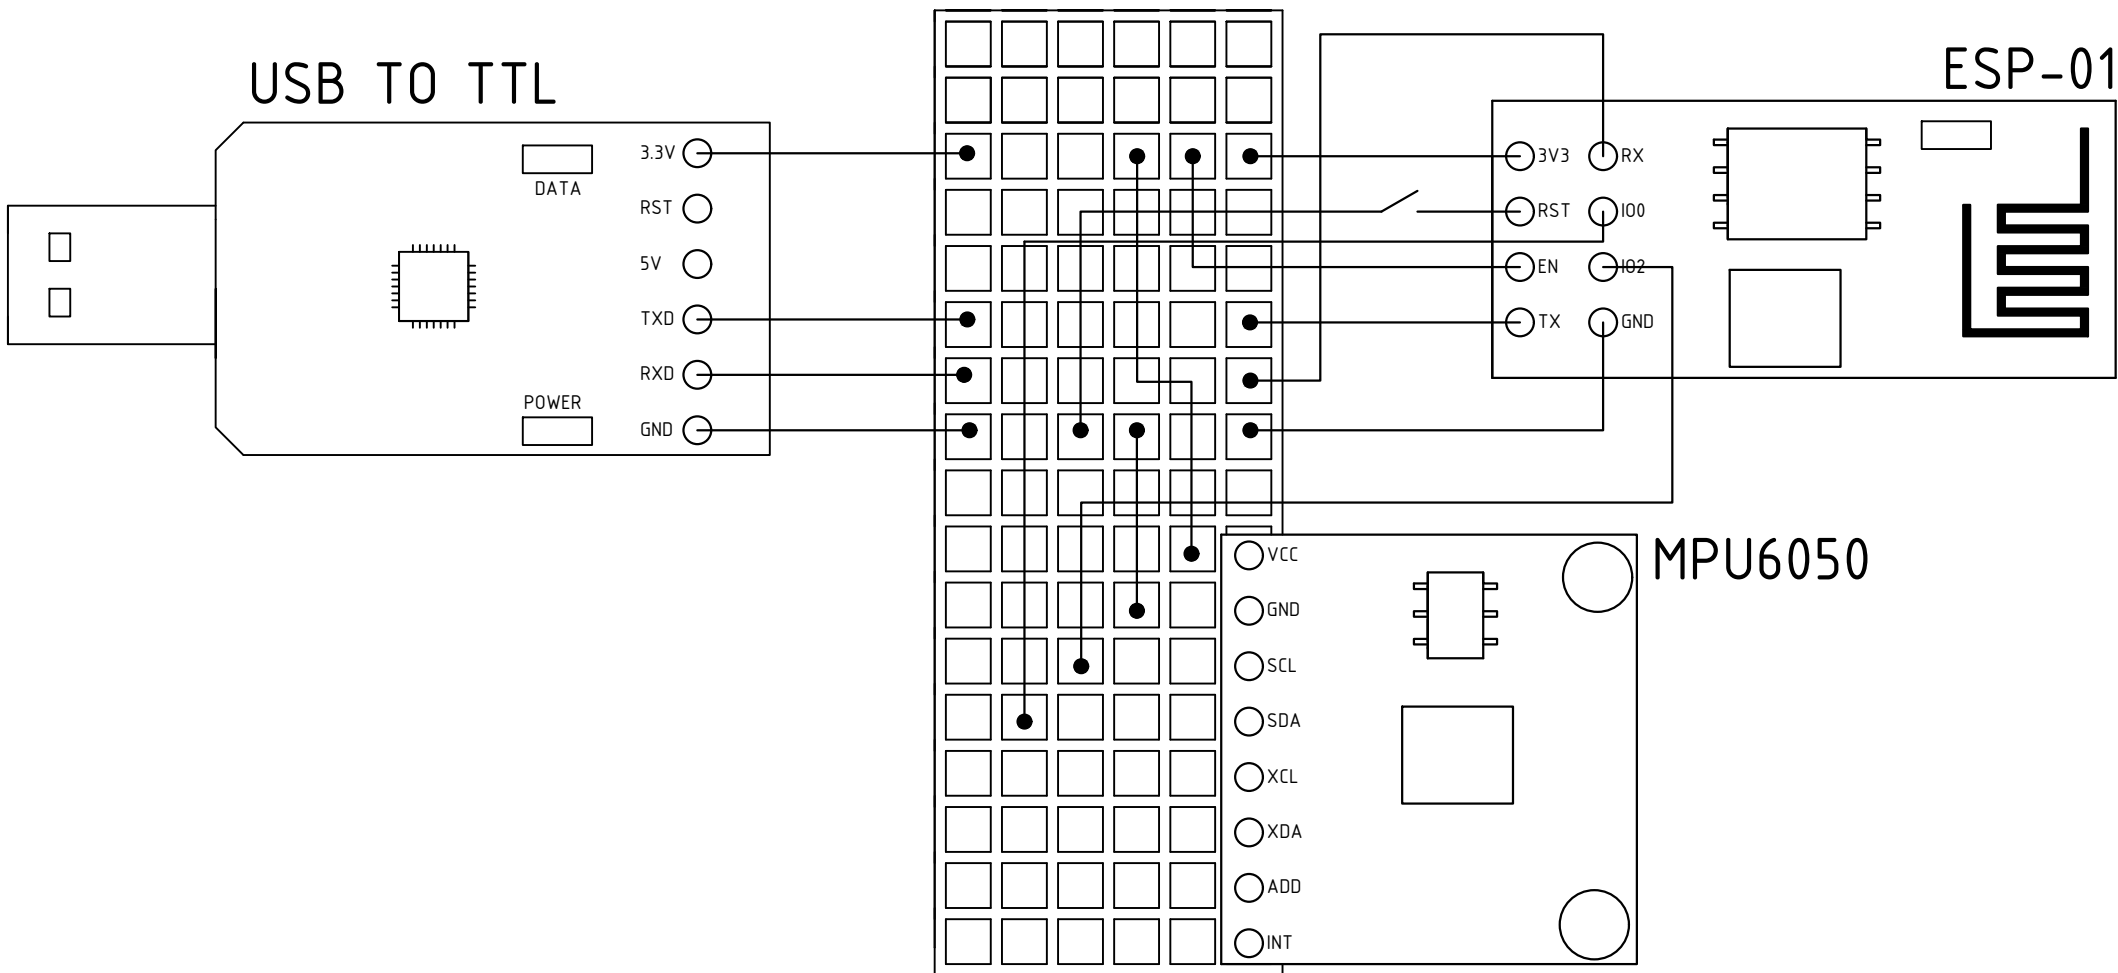 USB TO TTL
DATA
3.3V
RST
5V
TXD
RXD
GND
POWER
ESP-01
3V3
RX
RST
IO0
EN
IO2
TX
GND
MPU6050
VCC
GND
SCL
SDA
XCL
XDA
ADD
INT